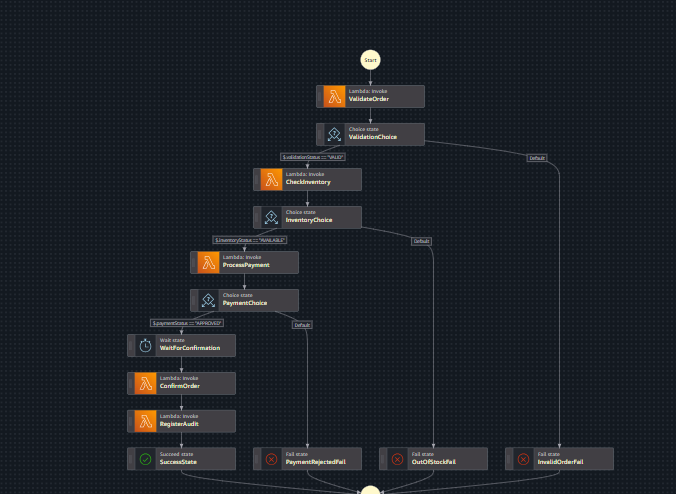 Start
Lambda: Invoke
ValidateOrder
Choice state
ValidationChoice
$.validationStatus == "VALID"
Default
Lambda: Invoke
CheckInventory
Choice state
InventoryChoice
$.inventoryStatus == "AVAILABLE"
Default
Lambda: Invoke
ProcessPayment
Choice state
PaymentChoice
$.paymentStatus == "APPROVED"
Default
Wait state
WaitForConfirmation
Lambda: Invoke
ConfirmOrder
Lambda: Invoke
RegisterAudit
Succeed state
SuccessState
Fail state
PaymentRejectedFail
Fail state
OutOfStockFail
Fail state
InvalidOrderFail